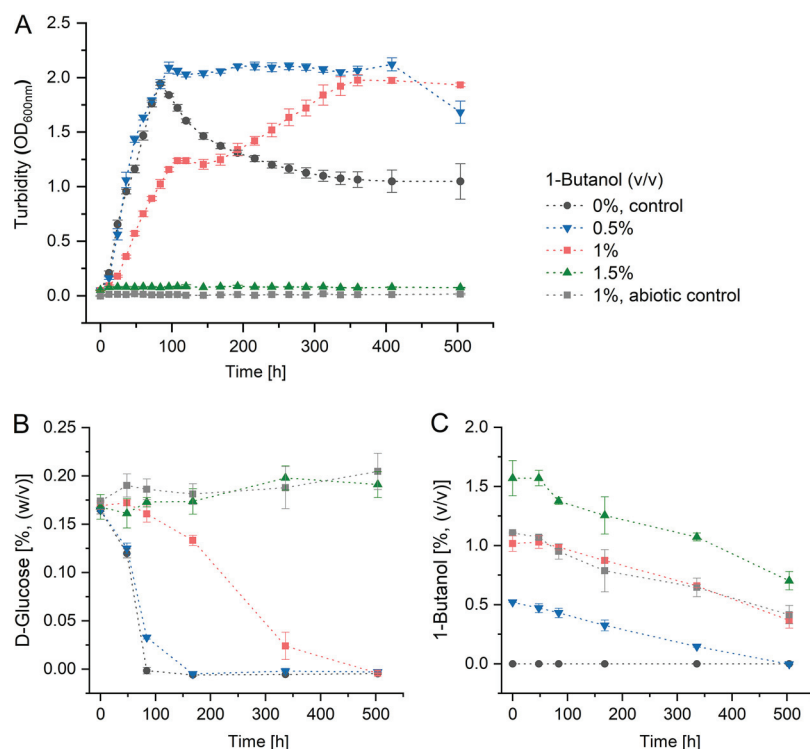 A
Turbidity (OD600nm)
2.5
2.0
1.5
1.0
0.5
0.0
0 100 200 300 400 500
Time [h]
1-Butanol (v/v)
0%, control
0.5%
1%
1.5%
1%, abiotic control
B
D-Glucose [%, (w/v)]
0.25
0.20
0.15
0.10
0.05
0.00
0 100 200 300 400 500
Time [h]
C
1-Butanol [%, (v/v)]
2.0
1.5
1.0
0.5
0.0
0 100 200 300 400 500
Time [h]